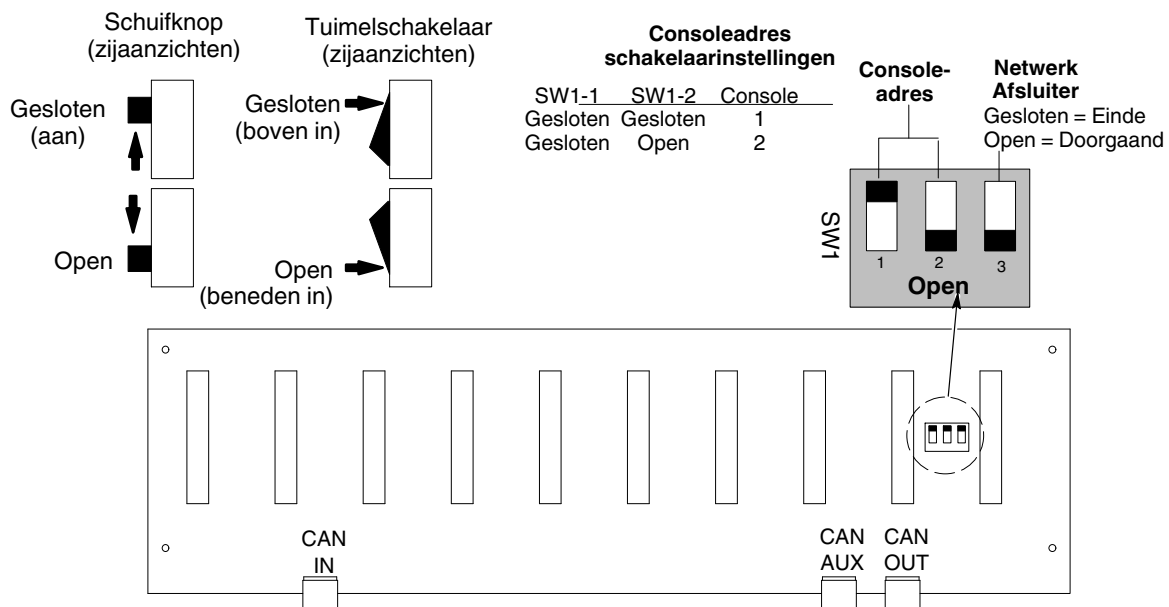 Schuifknop
(zijaanzichten)
Gesloten
(aan)
Open
Tuimelschakelaar
(zijaanzichten)
Gesloten
(boven in)
Open
(beneden in)
Consoleadres
schakelaarinstellingen
SW1-1 SW1-2 Console
Gesloten Gesloten 1
Gesloten Open 2
Console-
adres
Netwerk
Afsluiter
Gesloten = Einde
Open = Doorgaand
SW1
1 2 3
Open
CAN
IN
CAN
AUX
CAN
OUT